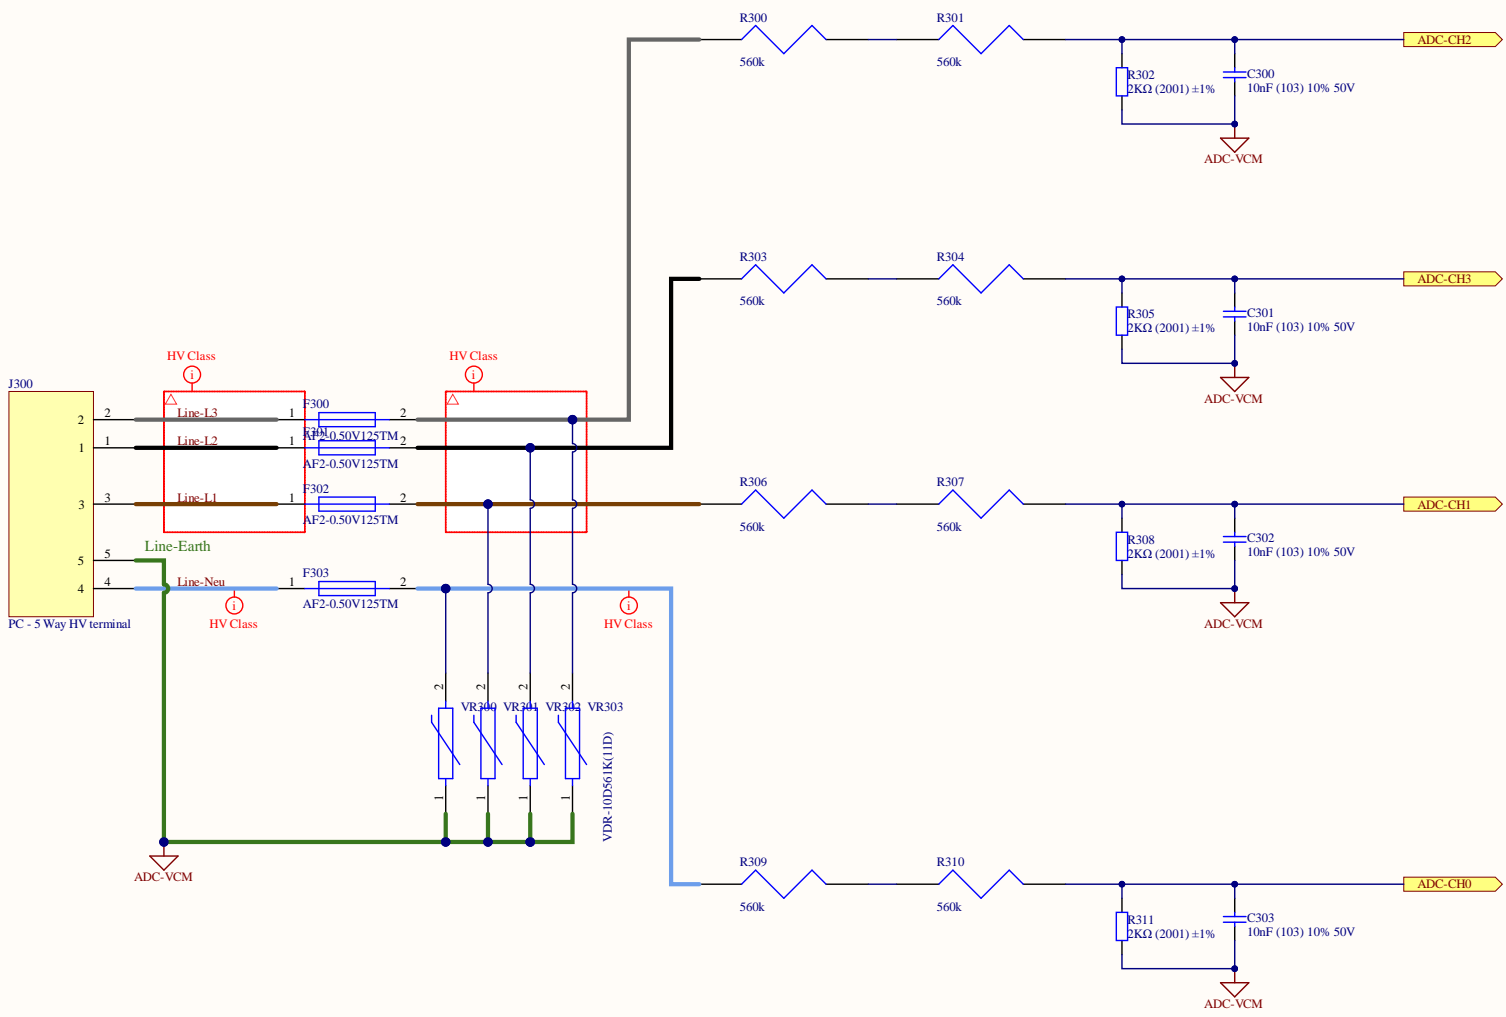 R300
R301
560k
560k
ADC-CH2
R302
2KΩ (2001) ±1%
C300
10nF (103) 10% 50V
ADC-VCM
R303
R304
560k
560k
ADC-CH3
R305
2KΩ (2001) ±1%
C301
10nF (103) 10% 50V
ADC-VCM
HV Class
i
HV Class
i
J300
2
2
Line-L3
1
F300
2
AF2-0.50V125TM
1
1
Line-L2
1
F301
2
AF2-0.50V125TM
3
3
Line-L1
1
F302
2
AF2-0.50V125TM
R306
R307
560k
560k
ADC-CH1
R308
2KΩ (2001) ±1%
C302
10nF (103) 10% 50V
ADC-VCM
Line-Earth
5
5
4
4
Line-Neu
1
F303
2
AF2-0.50V125TM
i
HV Class
i
HV Class
PC - 5 Way HV terminal
2
2
2
2
VR300
VR301
VR302
VR303
VDR-10D561K(11D)
1
1
1
1
ADC-VCM
R309
R310
560k
560k
ADC-CH0
R311
2KΩ (2001) ±1%
C303
10nF (103) 10% 50V
ADC-VCM